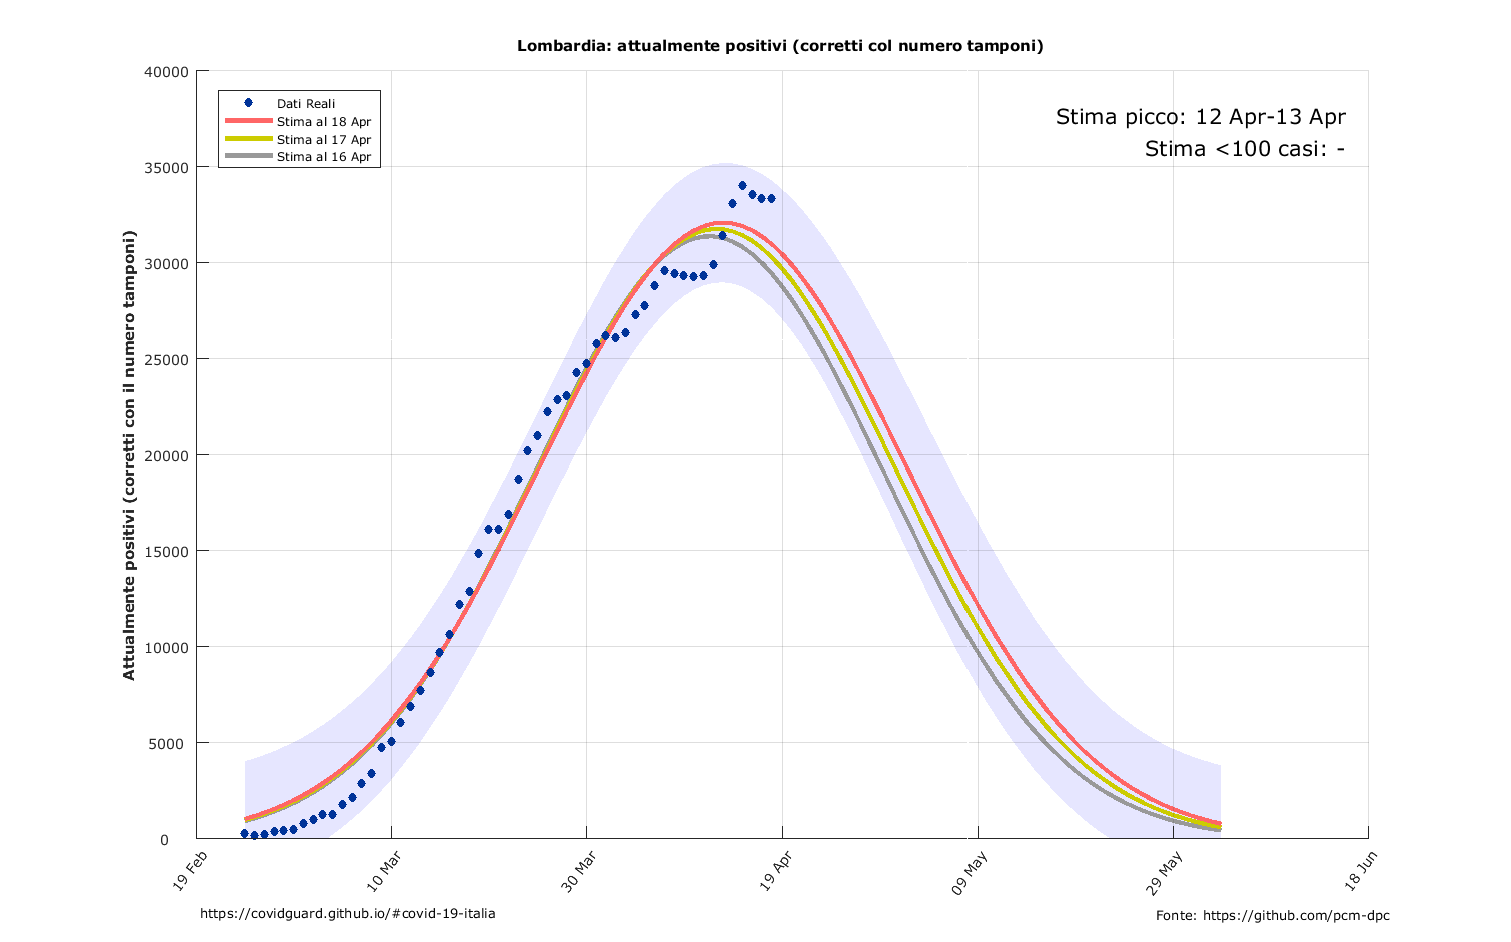 Lombardia: attualmente positivi (corretti col numero tamponi)
40000
35000
30000
25000
20000
15000
10000
5000
0
Attualmente positivi (corretti con il numero tamponi)
Dati Reali
Stima al 18 Apr
Stima al 17 Apr
Stima al 16 Apr
Stima picco: 12 Apr-13 Apr
Stima <100 casi: -
19 Feb
10 Mar
30 Mar
19 Apr
09 May
29 May
18 Jun
https://covidguard.github.io/#covid-19-italia
Fonte: https://github.com/pcm-dpc